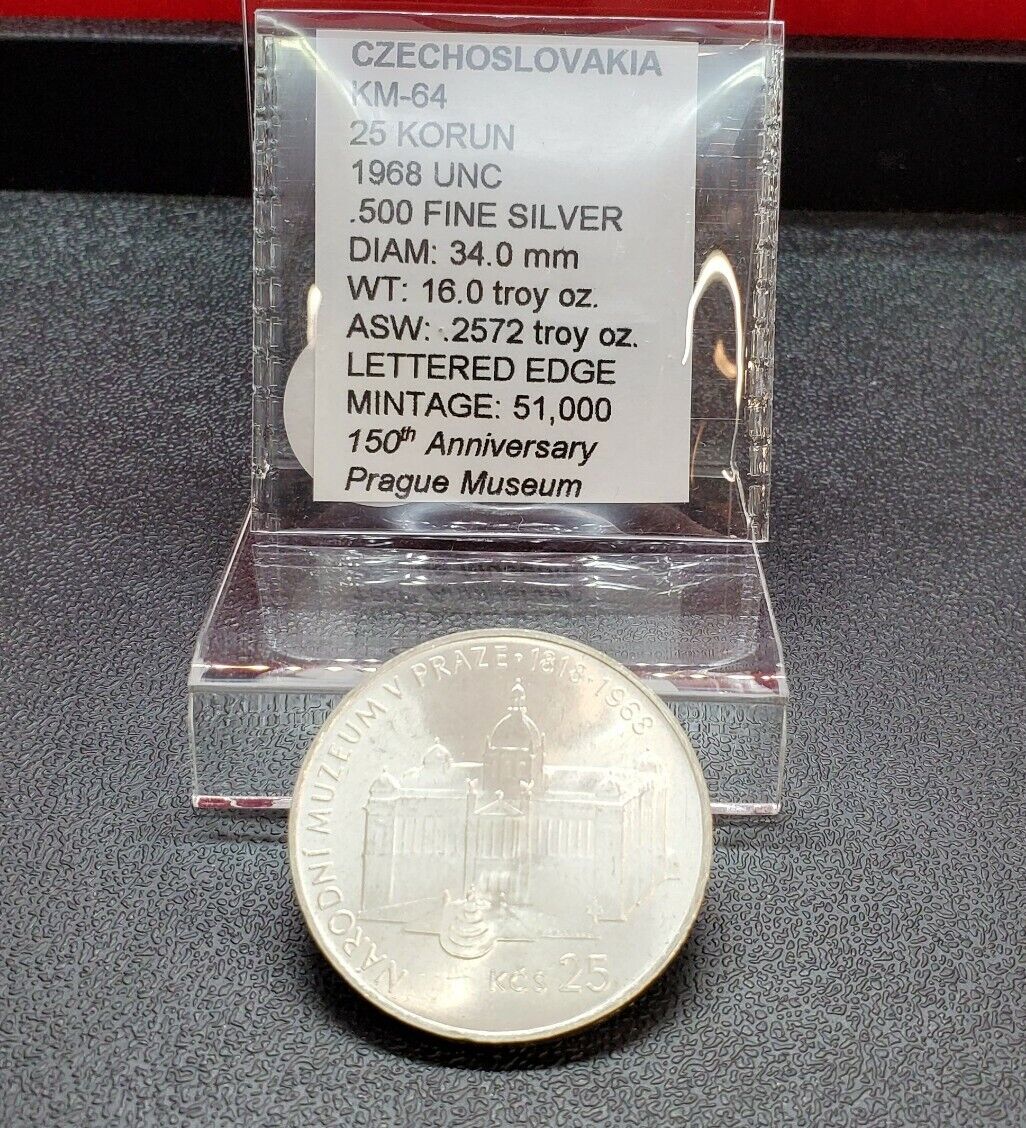 CZECHOSLOVAKIA
KM-64
25 KORUN
1968 UNC
.500 FINE SILVER
DIAM: 34.0 mm
WT: 16.0 troy oz.
ASW: .2572 troy oz.
LETTERED EDGE
MINTAGE: 51,000
150th Anniversary
Prague Museum
NÁRODNÍ MUZEUM V PRAZE • 1818 - 1968
KČS 25